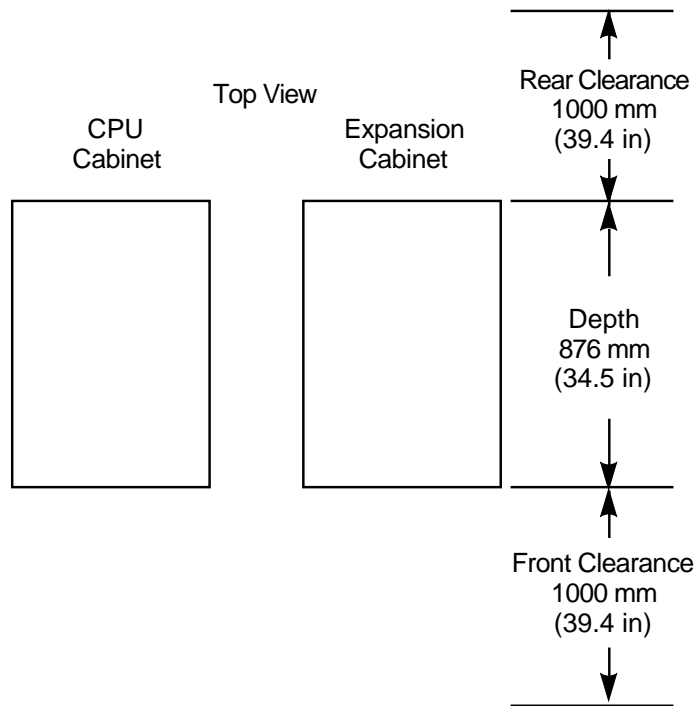 Top View
CPU
Cabinet
Expansion
Cabinet
Rear Clearance
1000 mm
(39.4 in)
Depth
876 mm
(34.5 in)
Front Clearance
1000 mm
(39.4 in)